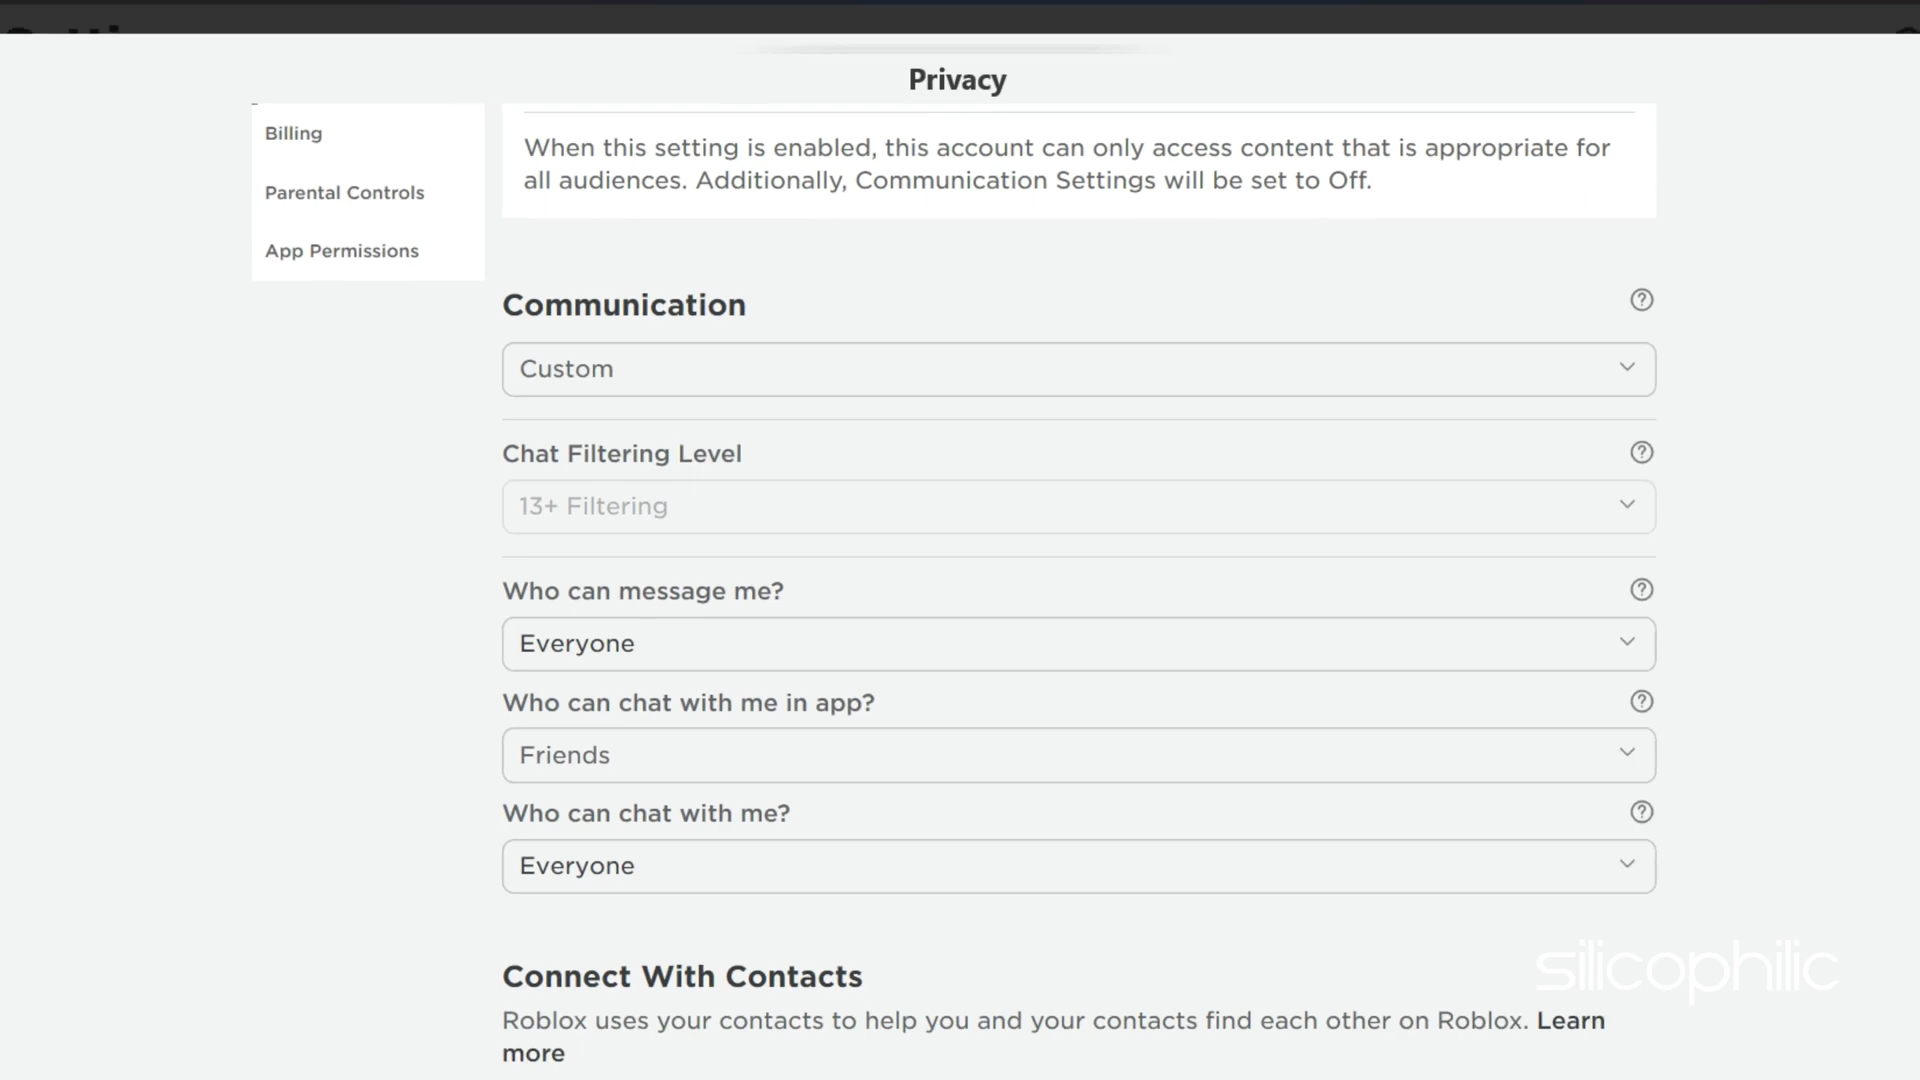 Privacy
Billing
Parental Controls
App Permissions
When this setting is enabled, this account can only access content that is appropriate for
all audiences. Additionally, Communication Settings will be set to Off.
Communication
Custom
Chat Filtering Level
13+ Filtering
Who can message me?
Everyone
Who can chat with me in app?
Friends
Who can chat with me?
Everyone
Connect With Contacts
Roblox uses your contacts to help you and your contacts find each other on Roblox. Learn
more
silicophilic